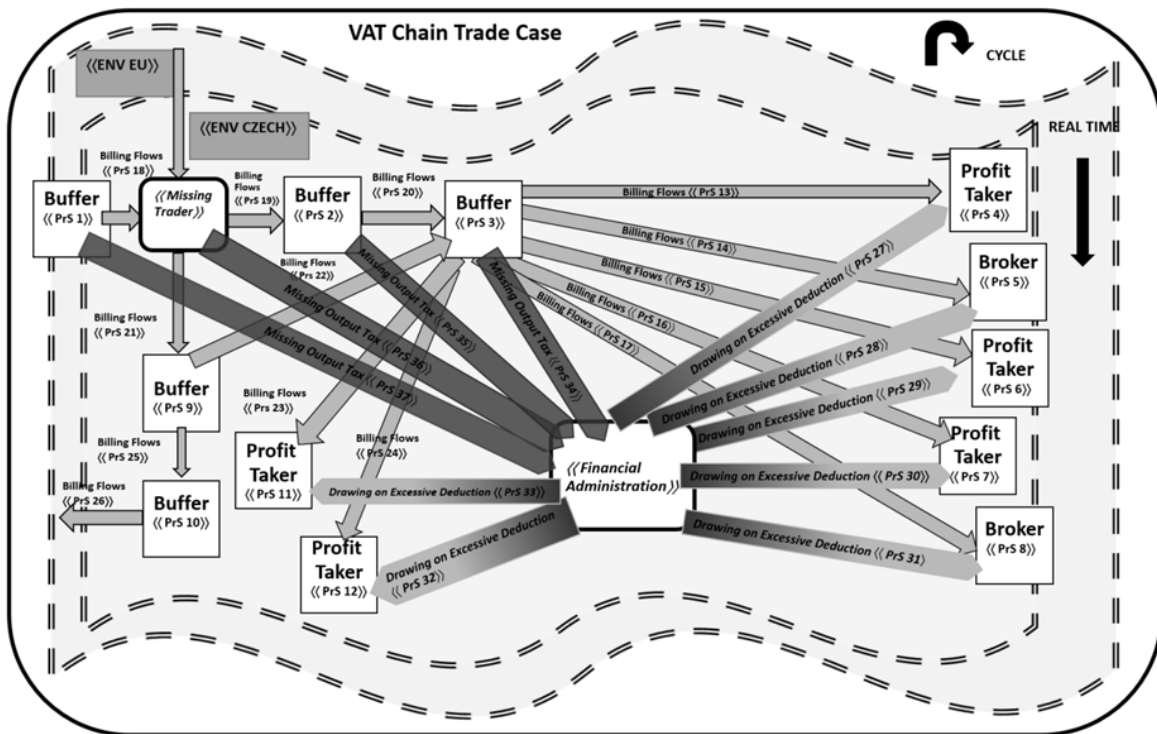 VAT Chain Trade Case
⟨⟨ENV EU⟩⟩
CYCLE
⟨⟨ENV CZECH⟩⟩
REAL TIME
Billing Flows
⟨⟨PrS 18⟩⟩
Billing
Flows
⟨⟨PrS 19⟩⟩
Billing Flows
⟨⟨PrS 20⟩⟩
Buffer
⟨⟨PrS 1⟩⟩
⟨⟨Missing
Trader⟩⟩
Buffer
⟨⟨PrS 2⟩⟩
Buffer
⟨⟨PrS 3⟩⟩
Billing Flows ⟨⟨PrS 13⟩⟩
Profit
Taker
⟨⟨PrS 4⟩⟩
Billing Flows ⟨⟨PrS 14⟩⟩
Billing Flows ⟨⟨PrS 15⟩⟩
Billing Flows ⟨⟨PrS 16⟩⟩
Billing Flows ⟨⟨PrS 17⟩⟩
Broker
⟨⟨PrS 5⟩⟩
Billing Flows
⟨⟨Prs 22⟩⟩
Billing Flows
⟨⟨PrS 21⟩⟩
Missing Output Tax ⟨⟨PrS 35⟩⟩
Missing Output Tax ⟨⟨PrS 36⟩⟩
Missing Output Tax ⟨⟨PrS 37⟩⟩
Missing Output Tax ⟨⟨PrS 34⟩⟩
Drawing on Excessive Deduction ⟨⟨PrS 27⟩⟩
Drawing on Excessive Deduction ⟨⟨PrS 28⟩⟩
Drawing on Excessive Deduction ⟨⟨PrS 29⟩⟩
Profit
Taker
⟨⟨PrS 6⟩⟩
Buffer
⟨⟨PrS 9⟩⟩
Billing Flows
⟨⟨Prs 23⟩⟩
Billing Flows
⟨⟨PrS 24⟩⟩
Billing Flows
⟨⟨PrS 25⟩⟩
Profit
Taker
⟨⟨PrS 11⟩⟩
⟨⟨Financial
Administration⟩⟩
Profit
Taker
⟨⟨PrS 7⟩⟩
Drawing on Excessive Deduction ⟨⟨PrS 30⟩⟩
Drawing on Excessive Deduction ⟨⟨PrS 33⟩⟩
Billing Flows
⟨⟨PrS 26⟩⟩
Buffer
⟨⟨PrS 10⟩⟩
Profit
Taker
⟨⟨PrS 12⟩⟩
Drawing on Excessive Deduction
⟨⟨PrS 32⟩⟩
Drawing on Excessive Deduction ⟨⟨PrS 31⟩
Broker
⟨⟨PrS 8⟩⟩